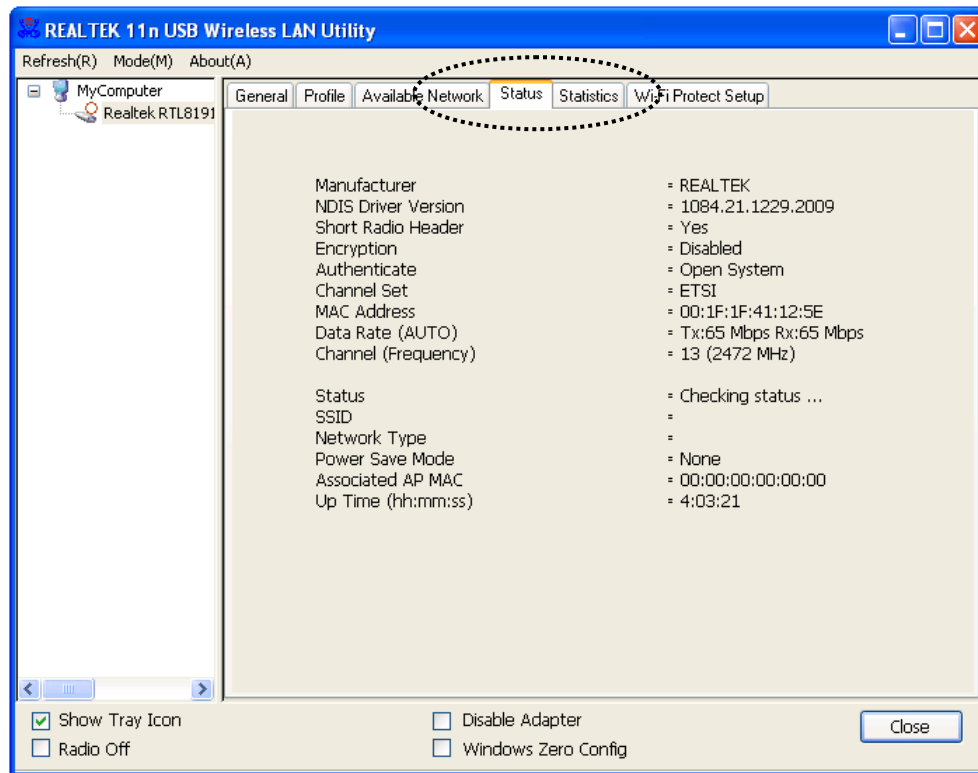 REALTEK 11n USB Wireless LAN Utility
Refresh(R) Mode(M) About(A)
MyComputer
Realtek RTL8191
General Profile Available Network Status Statistics Wi-Fi Protect Setup
Manufacturer = REALTEK
NDIS Driver Version = 1084.21.1229.2009
Short Radio Header = Yes
Encryption = Disabled
Authenticate = Open System
Channel Set = ETSI
MAC Address = 00:1F:1F:41:12:5E
Data Rate (AUTO) = Tx:65 Mbps Rx:65 Mbps
Channel (Frequency) = 13 (2472 MHz)
Status = Checking status ...
SSID =
Network Type =
Power Save Mode = None
Associated AP MAC = 00:00:00:00:00:00
Up Time (hh:mm:ss) = 4:03:21
Show Tray Icon Disable Adapter Close
Radio Off Windows Zero Config